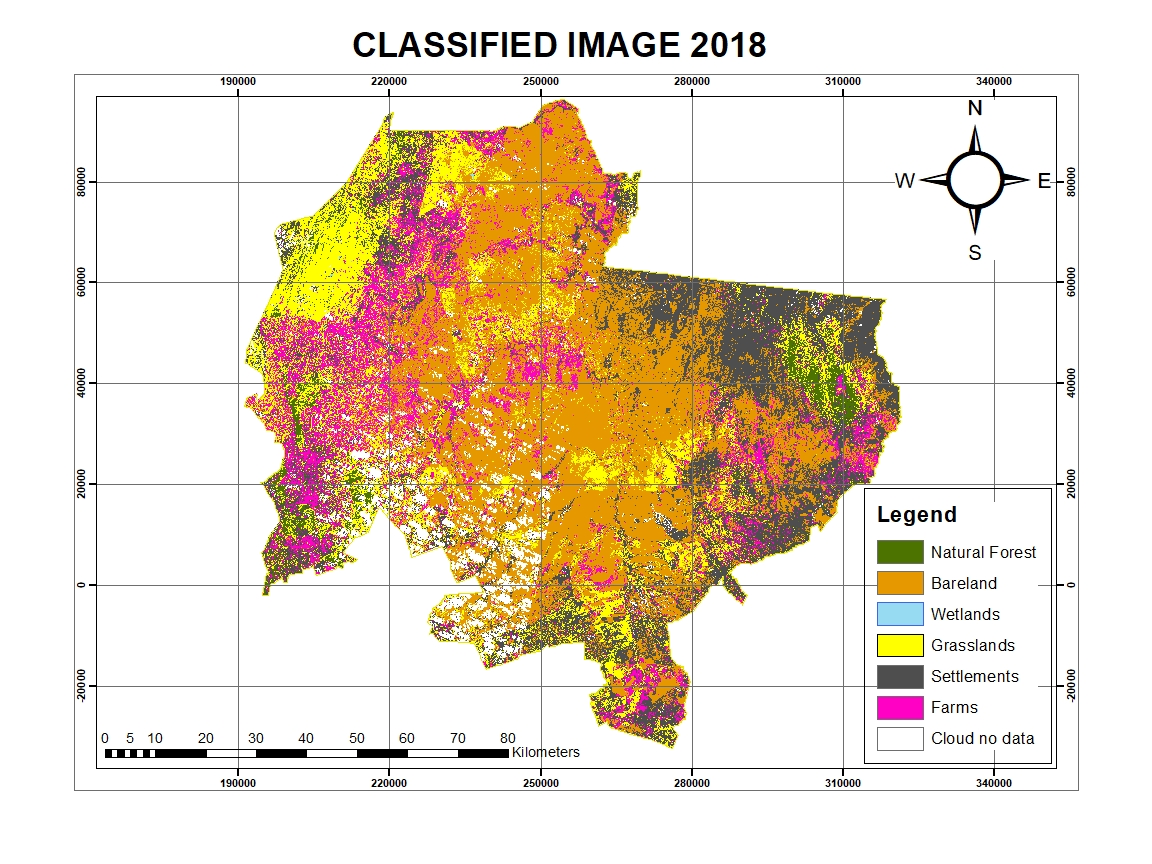 CLASSIFIED IMAGE 2018
190000 220000 250000 280000 310000 340000
N
W E
S
80000 80000
60000 60000
40000 40000
20000 20000
0 0
-20000 -20000
Legend
Natural Forest
Bareland
Wetlands
Grasslands
Settlements
Farms
Cloud no data
0 5 10 20 30 40 50 60 70 80
Kilometers
190000 220000 250000 280000 310000 340000